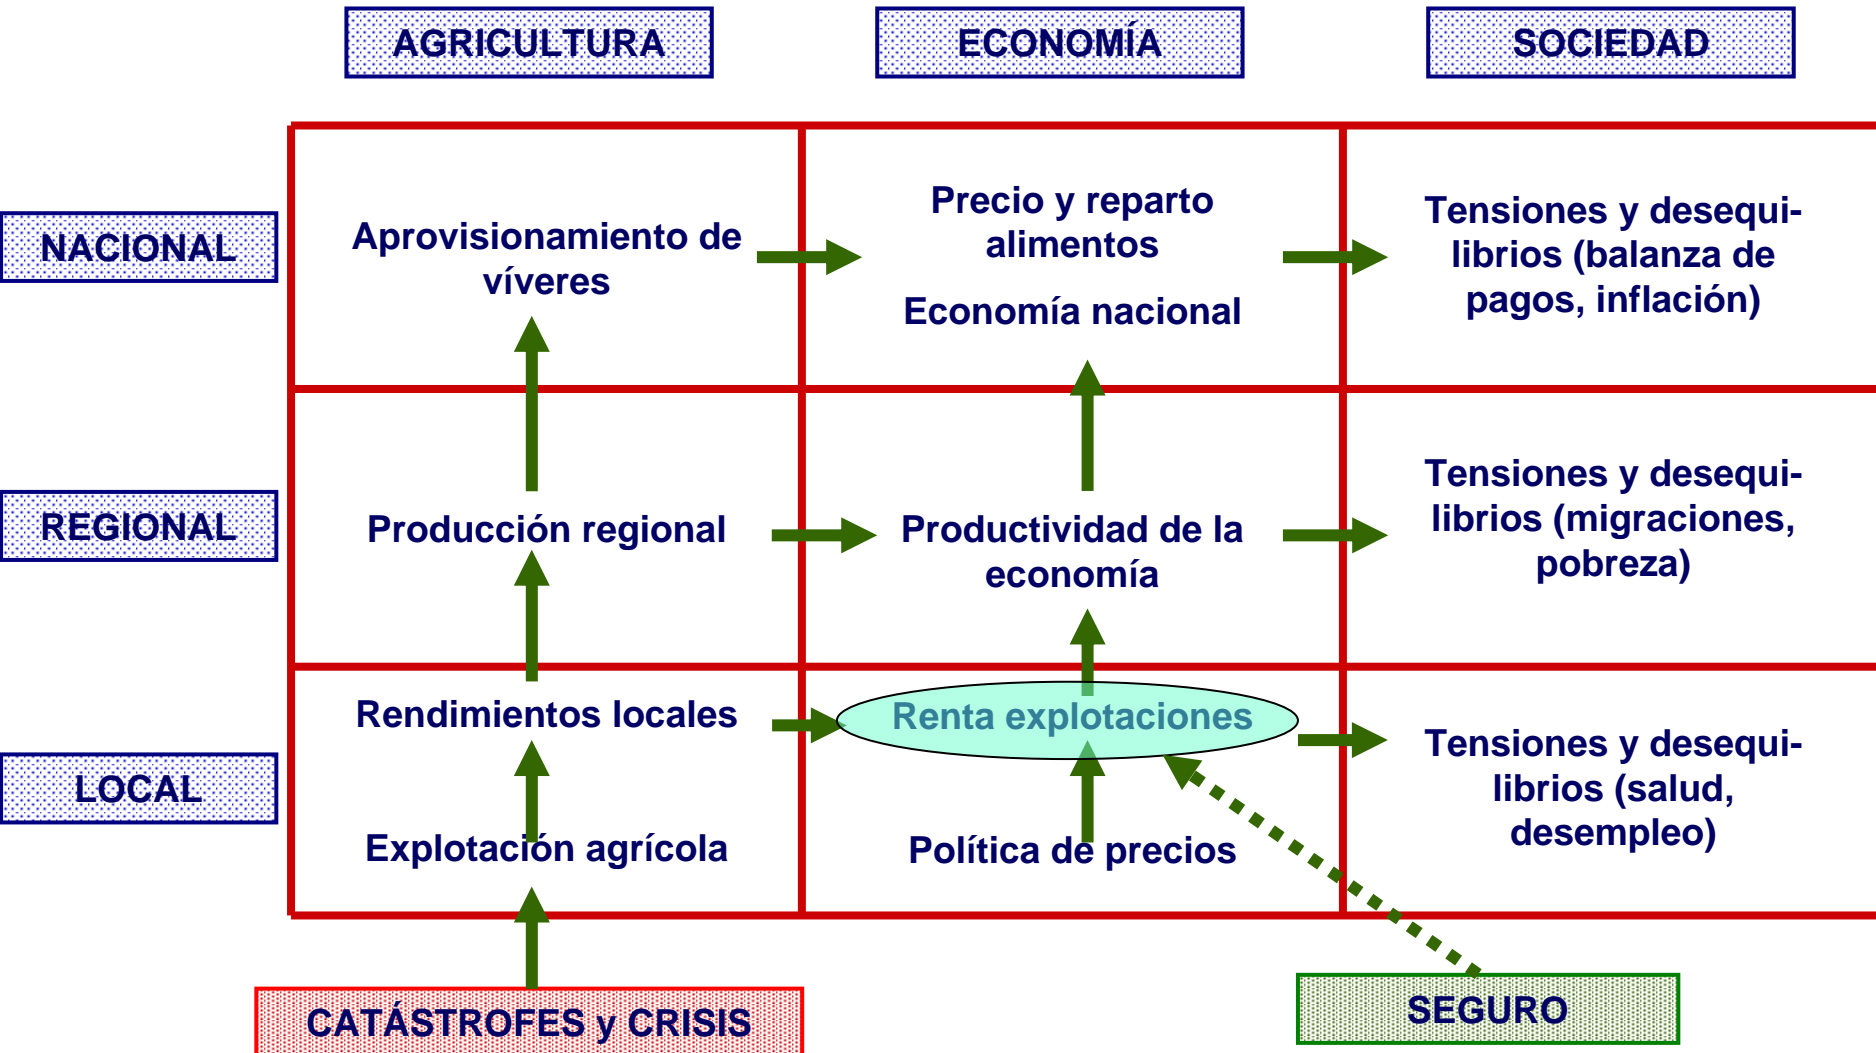 AGRICULTURA
ECONOMÍA
SOCIEDAD
NACIONAL
Aprovisionamiento de
víveres
Precio y reparto
alimentos
Economía nacional
Tensiones y desequi-
librios (balanza de
pagos, inflación)
REGIONAL
Producción regional
Productividad de la
economía
Tensiones y desequi-
librios (migraciones,
pobreza)
LOCAL
Rendimientos locales
Explotación agrícola
Renta explotaciones
Política de precios
Tensiones y desequi-
librios (salud,
desempleo)
CATÁSTROFES y CRISIS
SEGURO